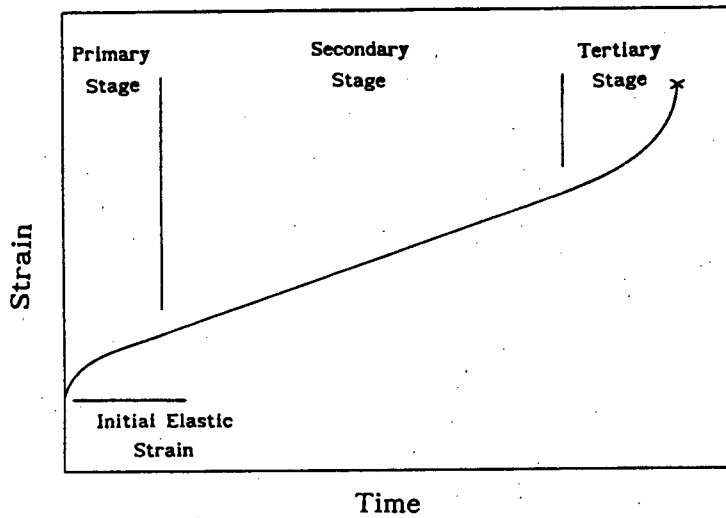 Primary
Stage
Secondary
Stage
Tertiary
Stage
Strain
Initial Elastic
Strain
Time